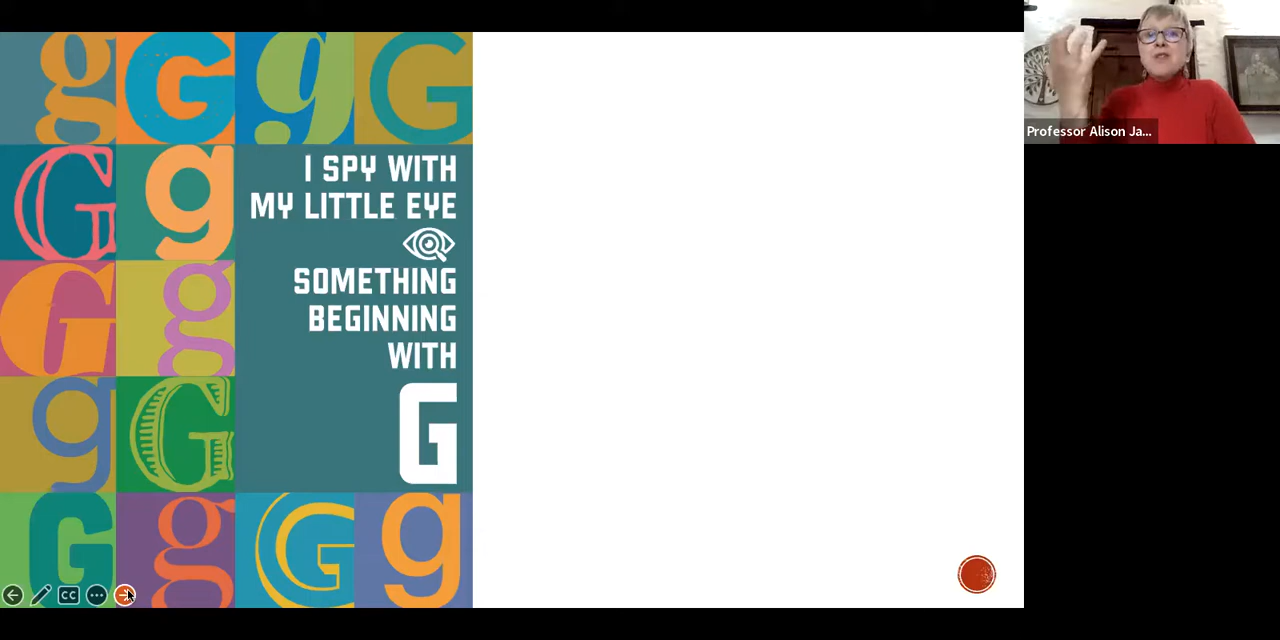 g G g G
G g
G g
g G
G g G g
I SPY WITH
MY LITTLE EYE
SOMETHING
BEGINNING
WITH
G
Professor Alison Ja...
CC